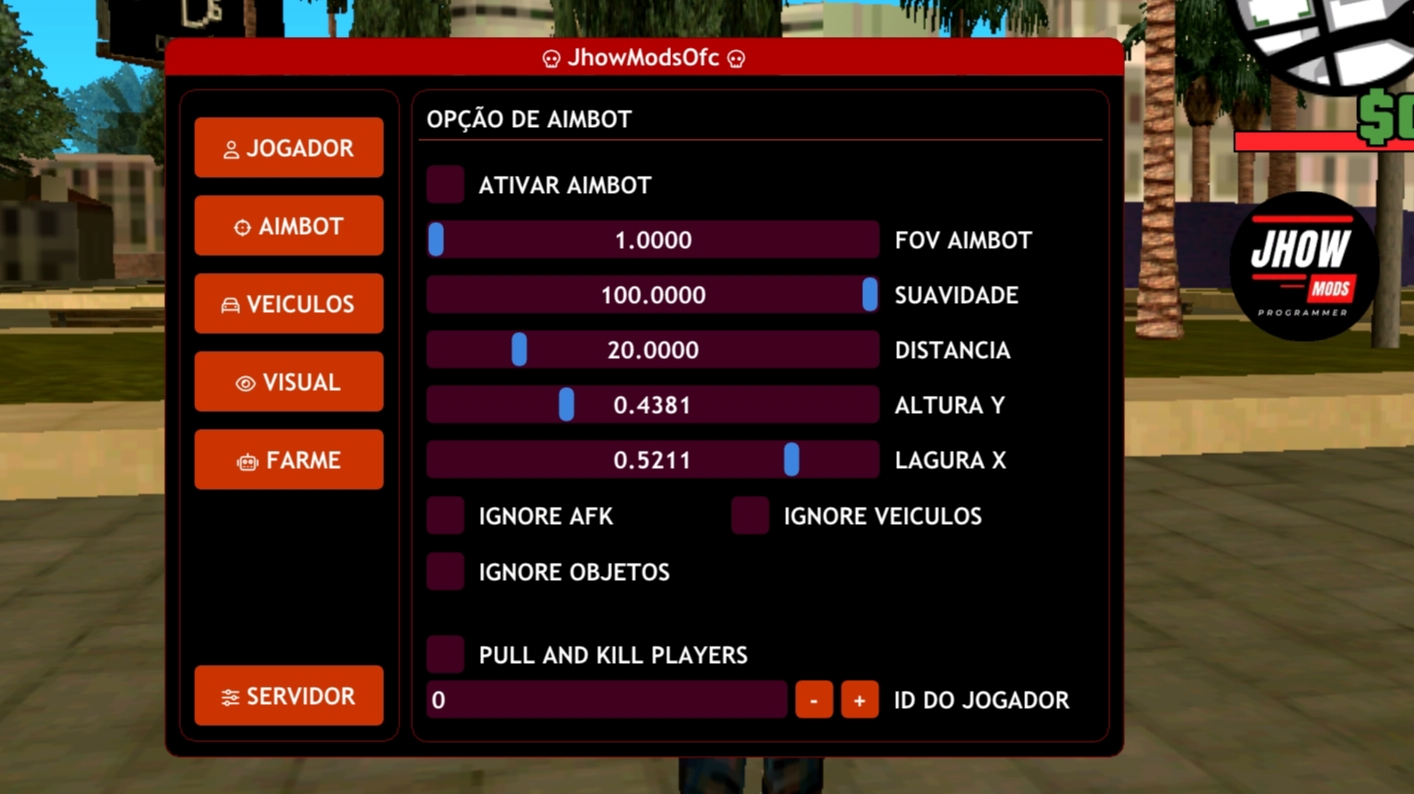 JhowModsOfc
JOGADOR
AIMBOT
VEICULOS
VISUAL
FARME
SERVIDOR
OPÇÃO DE AIMBOT
ATIVAR AIMBOT
1.0000 FOV AIMBOT
100.0000 SUAVIDADE
20.0000 DISTANCIA
0.4381 ALTURA Y
0.5211 LAGURA X
IGNORE AFK IGNORE VEICULOS
IGNORE OBJETOS
PULL AND KILL PLAYERS
0 - + ID DO JOGADOR
JHOW
MODS
PROGRAMMER